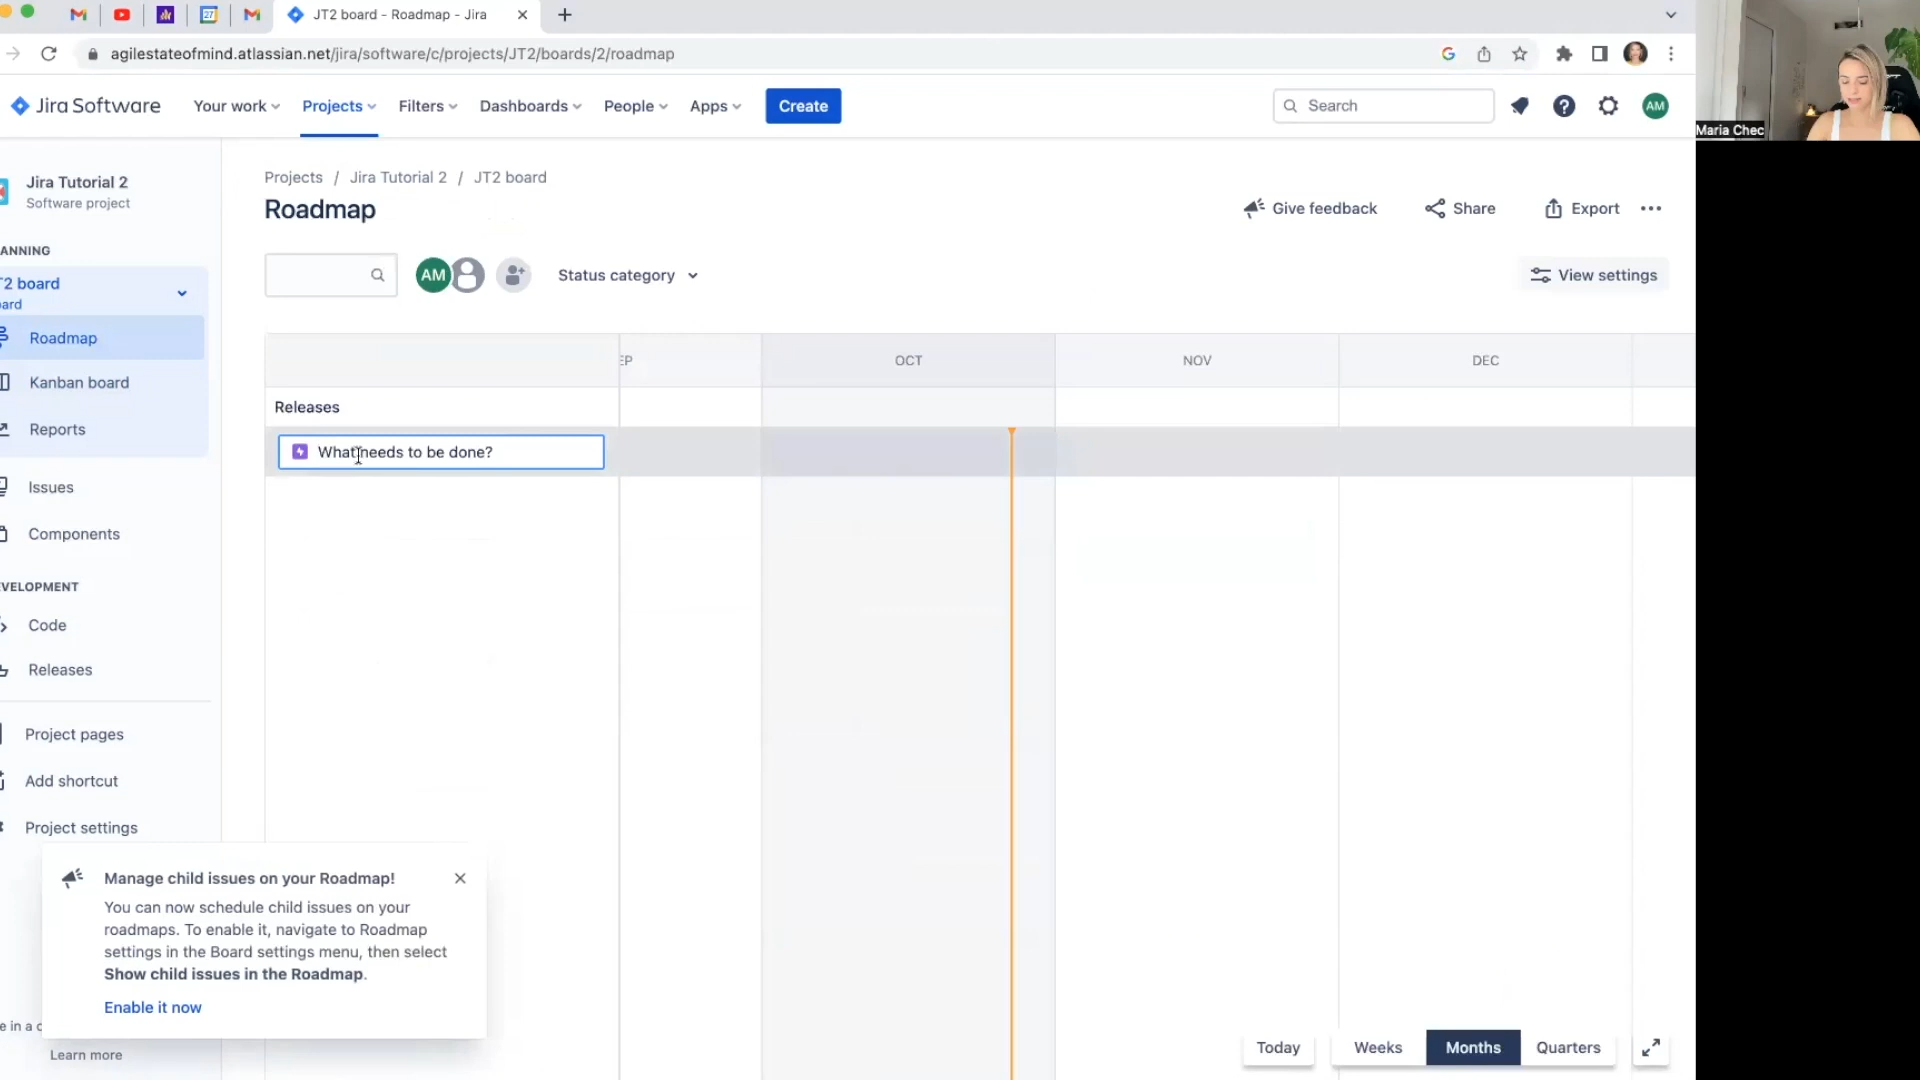 JT2 board - Roadmap - Jira
agilestateofmind.atlassian.net/jira/software/c/projects/JT2/boards/2/roadmap
Jira Software
Your work
Projects
Filters
Dashboards
People
Apps
Create
Search
AM
Maria Chec
Jira Tutorial 2
Software project
ANNING
T2 board
ard
Roadmap
Kanban board
Reports
Issues
Components
VELOPMENT
Code
Releases
Project pages
Add shortcut
Project settings
Projects / Jira Tutorial 2 / JT2 board
Roadmap
Give feedback
Share
Export
AM
Status category
View settings
EP
OCT
NOV
DEC
Releases
What needs to be done?
Manage child issues on your Roadmap!
You can now schedule child issues on your
roadmaps. To enable it, navigate to Roadmap
settings in the Board settings menu, then select
Show child issues in the Roadmap.
Enable it now
e in a c
Learn more
Today
Weeks
Months
Quarters